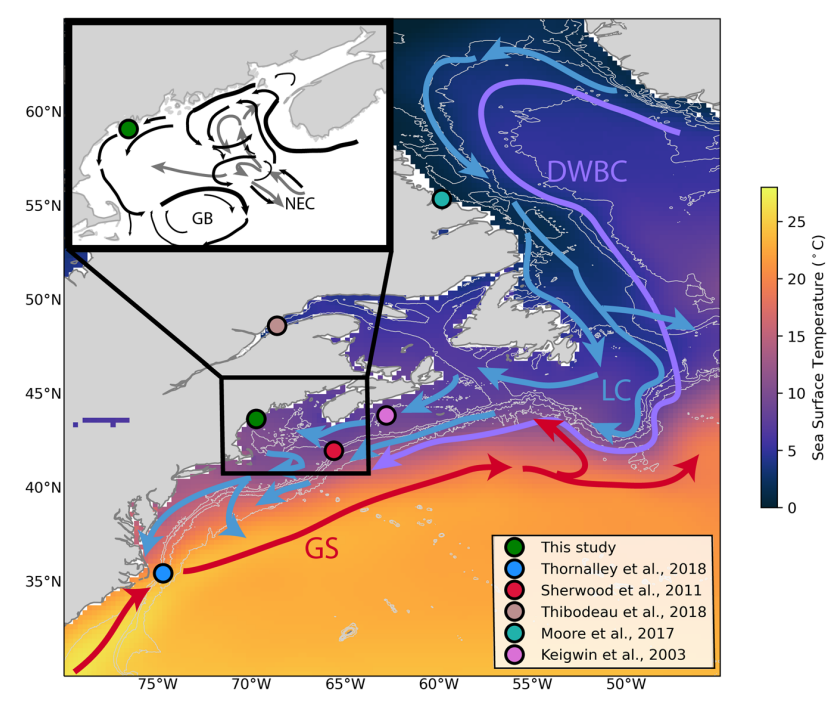 60°N
55°N
50°N
45°N
40°N
35°N
75°W
70°W
65°W
60°W
55°W
50°W
GB
NEC
DWBC
LC
GS
This study
Thornalley et al., 2018
Sherwood et al., 2011
Thibodeau et al., 2018
Moore et al., 2017
Keigwin et al., 2003
25
20
15
10
5
0
Sea Surface Temperature (°C)